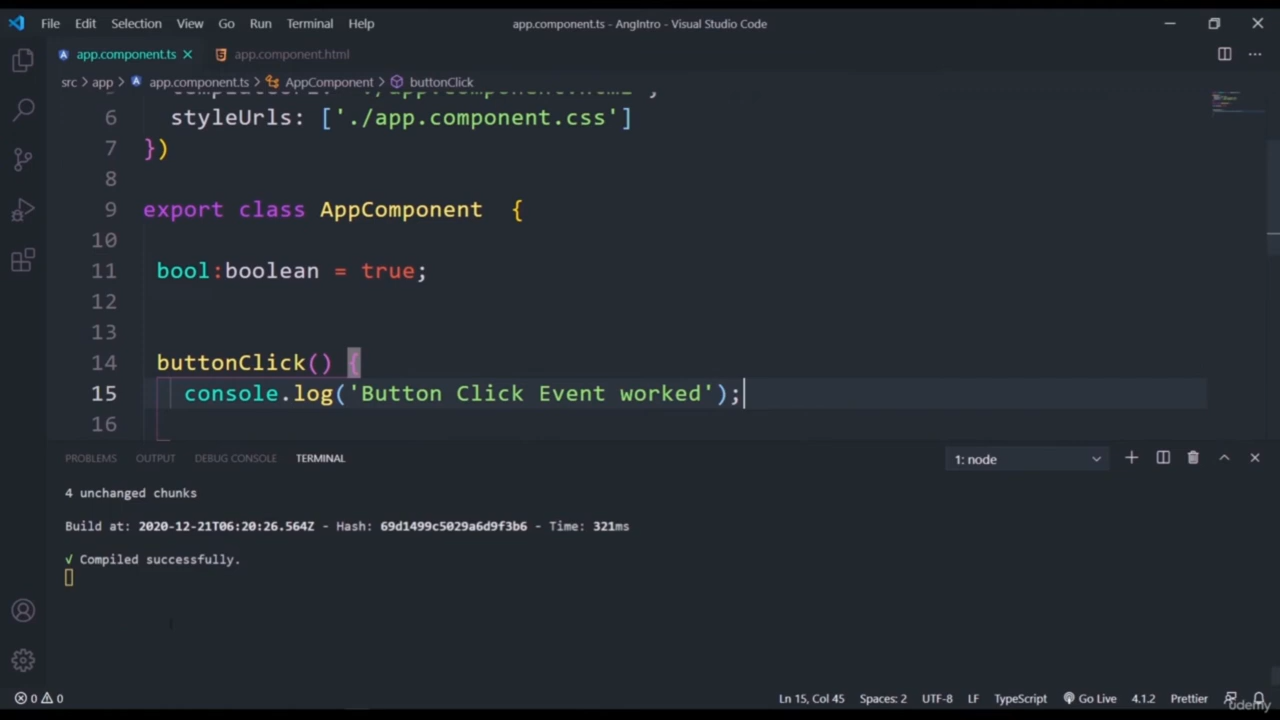 File Edit Selection View Go Run Terminal Help app.component.ts - AngIntro - Visual Studio Code
app.component.ts app.component.html
src > app > app.component.ts > AppComponent > buttonClick
6 styleUrls: ['./app.component.css']
7 })
8
9 export class AppComponent {
10
11 bool:boolean = true;
12
13
14 buttonClick() {
15 console.log('Button Click Event worked');
16
PROBLEMS OUTPUT DEBUG CONSOLE TERMINAL 1: node
4 unchanged chunks
Build at: 2020-12-21T06:20:26.564Z - Hash: 69d1499c5029a6d9f3b6 - Time: 321ms
√ Compiled successfully.
0 0 Ln 15, Col 45 Spaces: 2 UTF-8 LF TypeScript Go Live 4.1.2 Prettier
udemy